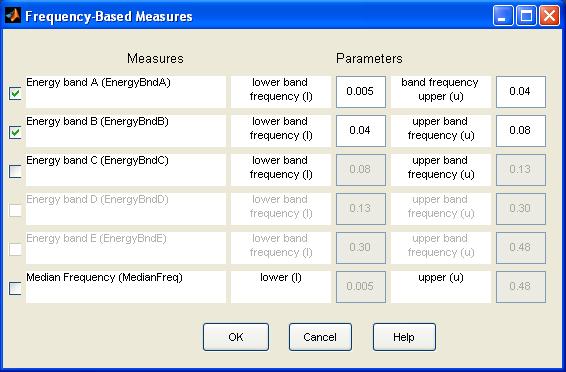 Frequency-Based Measures
Measures Parameters
Energy band A (EnergyBndA) lower band 0.005 band frequency 0.04
frequency (l) upper (u)
Energy band B (EnergyBndB) lower band 0.04 upper band 0.08
frequency (l) frequency (u)
Energy band C (EnergyBndC) lower band 0.08 upper band 0.13
frequency (l) frequency (u)
Energy band D (EnergyBndD) lower band 0.13 upper band 0.30
frequency (l) frequency (u)
Energy band E (EnergyBndE) lower band 0.30 upper band 0.48
frequency (l) frequency (u)
Median Frequency (MedianFreq) lower (l) 0.005 upper (u) 0.48
OK Cancel Help